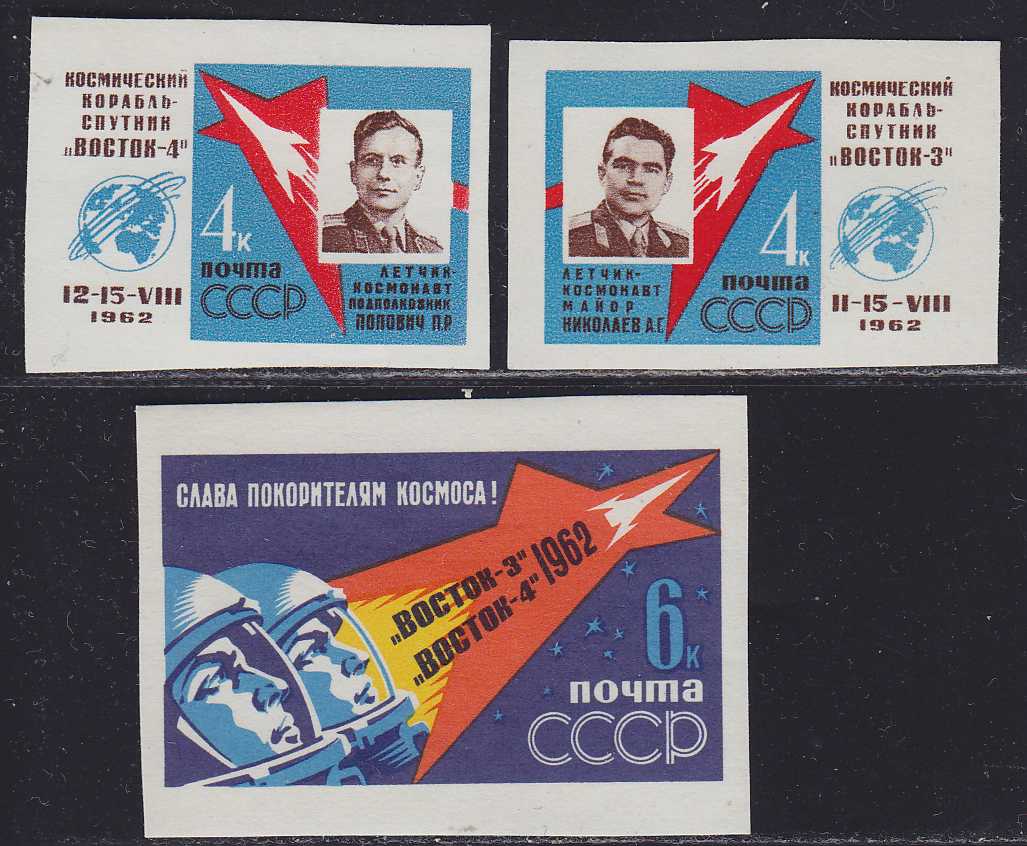 КОСМИЧЕСКИЙ
КОРАБЛЬ-
СПУТНИК
„ВОСТОК-4"
12-15-VIII
1962
4к
почта
СССР
ЛЕТЧИК-
КОСМОНАВТ
ПОДПОЛКОВНИК
ПОПОВИЧ П.Р.
ЛЕТЧИК-
КОСМОНАВТ
МАЙОР
НИКОЛАЕВ А.Г.
4к
почта
СССР
КОСМИЧЕСКИЙ
КОРАБЛЬ-
СПУТНИК
„ВОСТОК-3"
11-15-VIII
1962
СЛАВА ПОКОРИТЕЛЯМ КОСМОСА!
„ВОСТОК-3"
„ВОСТОК-4"
1962
6к
почта
СССР